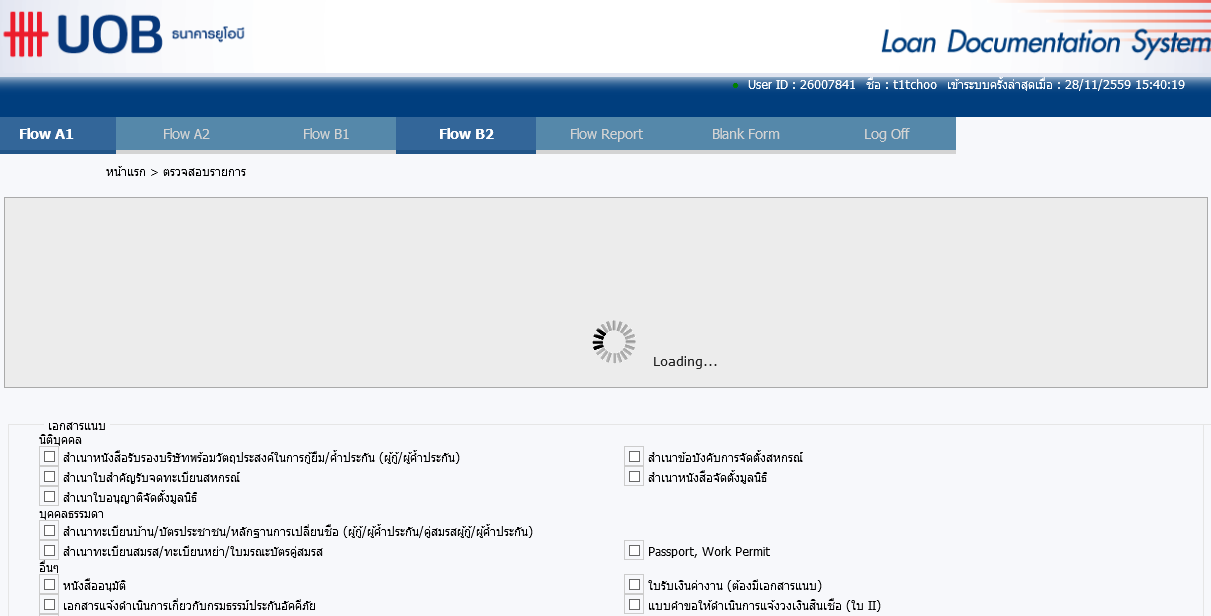 UOB ธนาคารยูโอบี
Loan Documentation System
User ID : 26007841 ชื่อ : t1tchoo เข้าระบบครั้งล่าสุดเมื่อ : 28/11/2559 15:40:19
Flow A1 Flow A2 Flow B1 Flow B2 Flow Report Blank Form Log Off
หน้าแรก > ตรวจสอบรายการ
Loading...
เอกสารแนบ
นิติบุคคล
สำเนาหนังสือรับรองบริษัทพร้อมวัตถุประสงค์ในการกู้ยืม/ค้ำประกัน (ผู้กู้/ผู้ค้ำประกัน) สำเนาข้อบังคับการจัดตั้งสหกรณ์
สำเนาใบสำคัญรับจดทะเบียนสหกรณ์ สำเนาหนังสือจัดตั้งมูลนิธิ
สำเนาใบอนุญาติจัดตั้งมูลนิธิ
บุคคลธรรมดา
สำเนาทะเบียนบ้าน/บัตรประชาชน/หลักฐานการเปลี่ยนชื่อ (ผู้กู้/ผู้ค้ำประกัน/คู่สมรสผู้กู้/ผู้ค้ำประกัน)
สำเนาทะเบียนสมรส/ทะเบียนหย่า/ใบมรณะบัตรคู่สมรส Passport, Work Permit
อื่นๆ
หนังสืออนุมัติ ใบรับเงินค่างาน (ต้องมีเอกสารแนบ)
เอกสารแจ้งดำเนินการเกี่ยวกับกรมธรรม์ประกันอัคคีภัย แบบคำขอให้ดำเนินการแจ้งวงเงินสินเชื่อ (ใบ II)